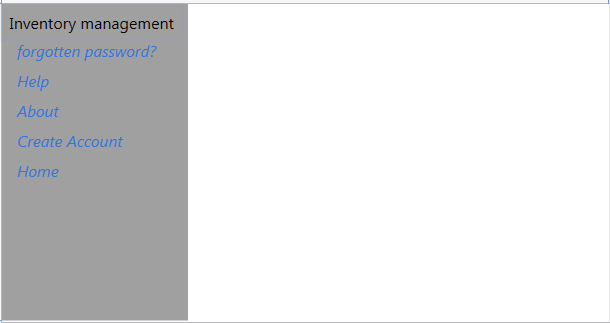 Inventory management
forgotten password?
Help
About
Create Account
Home